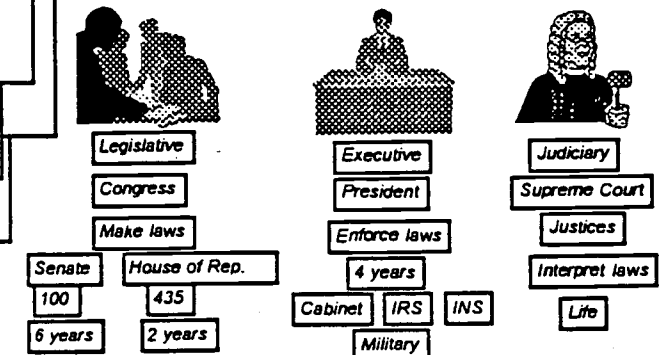 Legislative
Congress
Make laws
Senate
House of Rep.
100
435
6 years
2 years
Executive
President
Enforce laws
4 years
Cabinet
IRS
INS
Military
Judiciary
Supreme Court
Justices
Interpret laws
Life